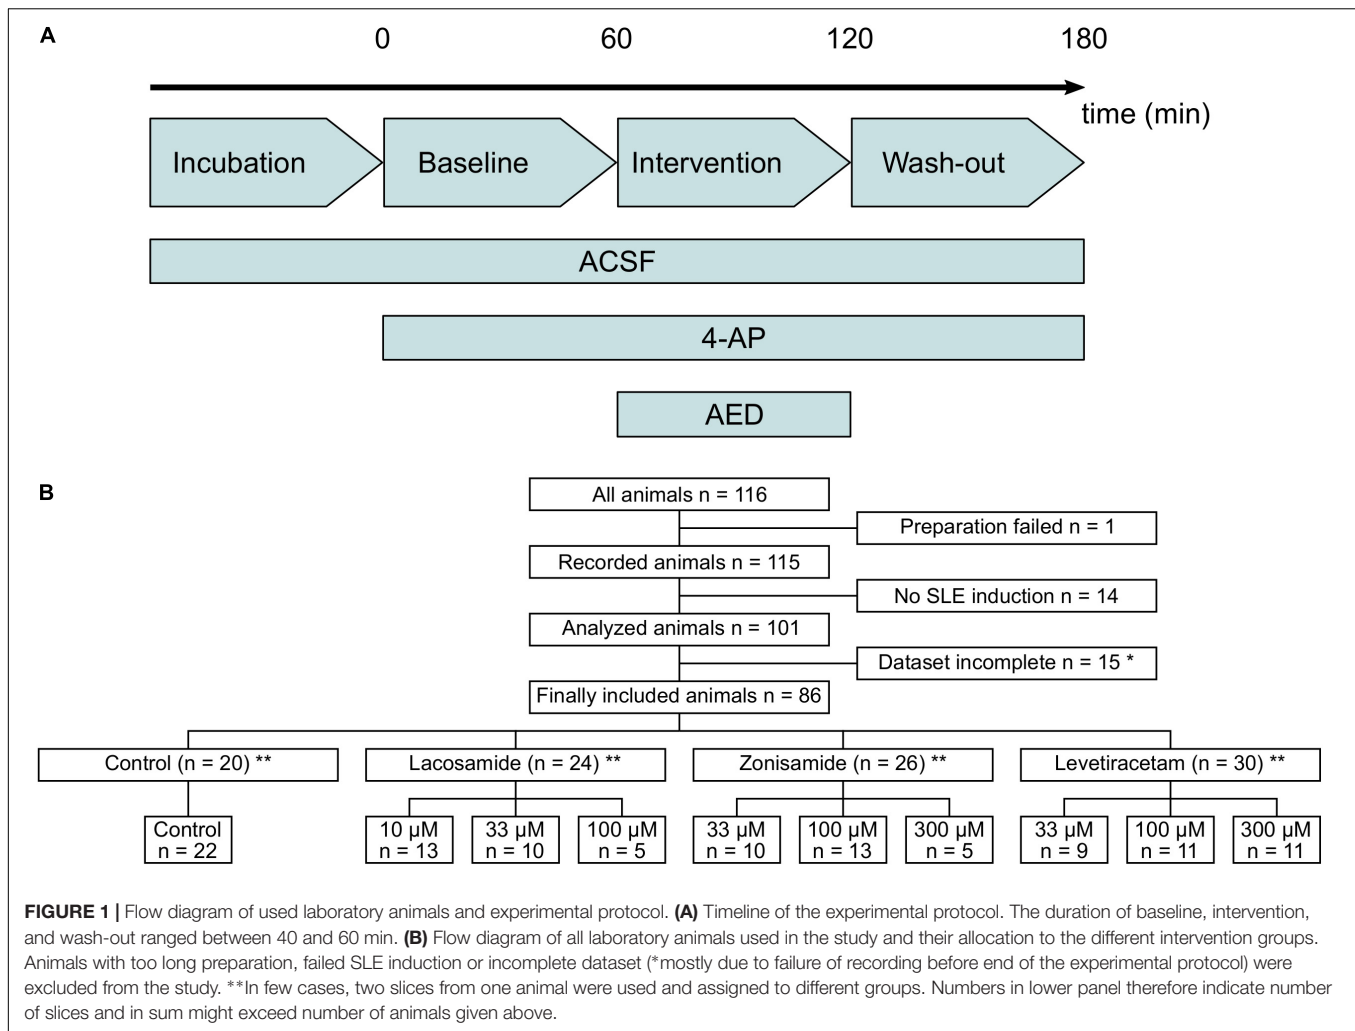 A
0 60 120 180
time (min)
Incubation Baseline Intervention Wash-out
ACSF
4-AP
AED
B
All animals n = 116
Preparation failed n = 1
Recorded animals n = 115
No SLE induction n = 14
Analyzed animals n = 101
Dataset incomplete n = 15 *
Finally included animals n = 86
Control (n = 20) ** Lacosamide (n = 24) ** Zonisamide (n = 26) ** Levetiracetam (n = 30) **
Control 10 µM 33 µM 100 µM 33 µM 100 µM 300 µM 33 µM 100 µM 300 µM
n = 22 n = 13 n = 10 n = 5 n = 10 n = 13 n = 5 n = 9 n = 11 n = 11
FIGURE 1 | Flow diagram of used laboratory animals and experimental protocol. (A) Timeline of the experimental protocol. The duration of baseline, intervention,
and wash-out ranged between 40 and 60 min. (B) Flow diagram of all laboratory animals used in the study and their allocation to the different intervention groups.
Animals with too long preparation, failed SLE induction or incomplete dataset (*mostly due to failure of recording before end of the experimental protocol) were
excluded from the study. **In few cases, two slices from one animal were used and assigned to different groups. Numbers in lower panel therefore indicate number
of slices and in sum might exceed number of animals given above.